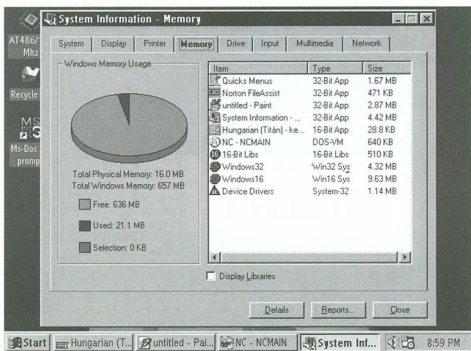 System Information - Memory
AT486/
Mhz
Recycle
MS
Ms-Dos
promp
System
Display
Printer
Memory
Drive
Input
Multimedia
Network
Windows Memory Usage
Total Physical Memory: 16.0 MB
Total Windows Memory: 657 MB
Free: 636 MB
Used: 21.1 MB
Selection: 0 KB
Item Type Size
Quicks Menus 32-Bit App 1.67 MB
Norton FileAssist 32-Bit App 471 KB
untitled - Paint 32-Bit App 2.87 MB
System Information - ... 32-Bit App 4.42 MB
Hungarian (Titán) - ke... 16-Bit App 28.8 KB
NC - NCMAIN DOS-VM 640 KB
16-Bit Libs 16-Bit Libs 510 KB
Windows32 Win32 Sys 4.32 MB
Windows16 Win16 Sys 9.63 MB
Device Drivers System-32 1.14 MB
Display Libraries
Details
Reports...
Close
Start
Hungarian (T...
untitled - Pai...
NC - NCMAIN
System Inf...
8:59 PM